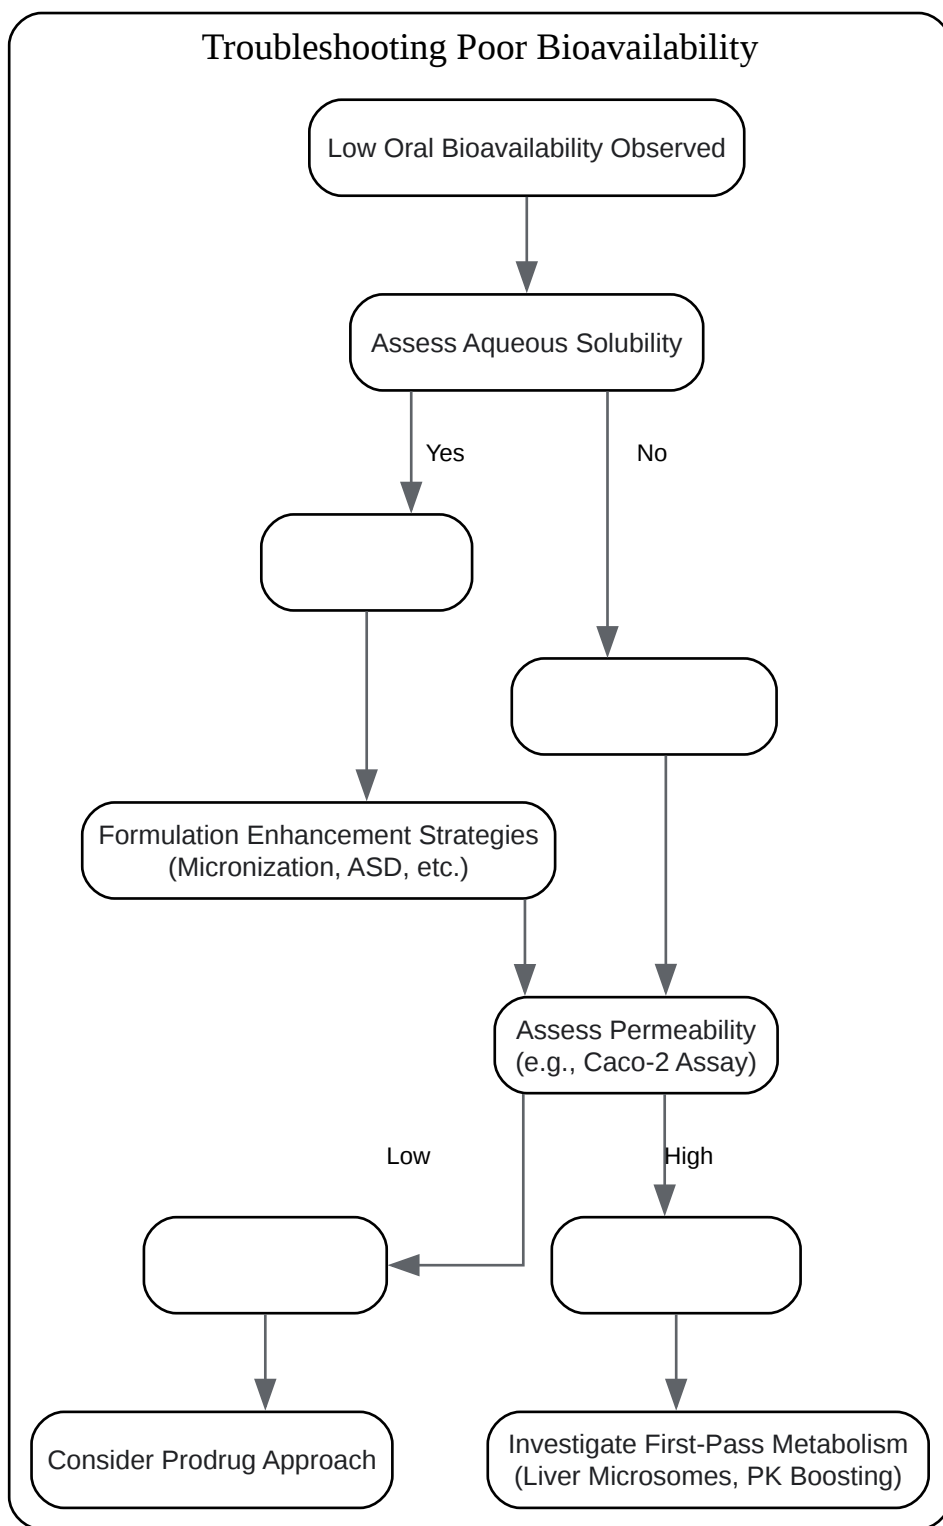 Troubleshooting Poor Bioavailability
Low Oral Bioavailability Observed
Assess Aqueous Solubility
Yes
No
Formulation Enhancement Strategies
(Micronization, ASD, etc.)
Assess Permeability
(e.g., Caco-2 Assay)
Low
High
Consider Prodrug Approach
Investigate First-Pass Metabolism
(Liver Microsomes, PK Boosting)